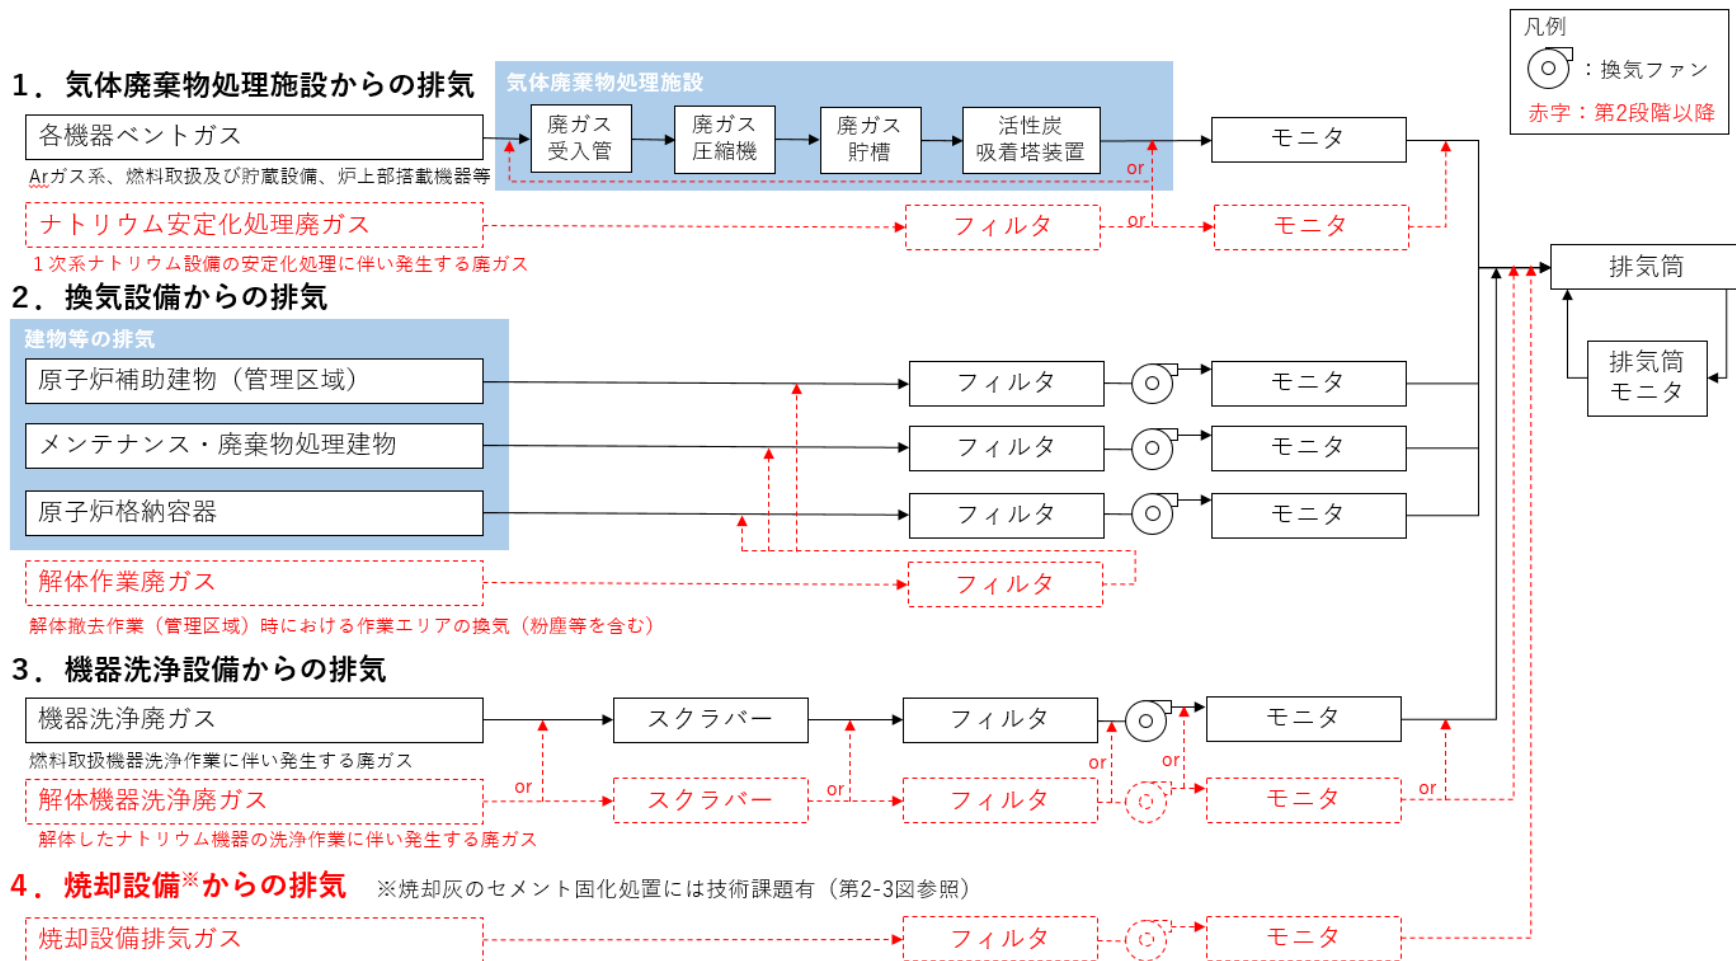 凡例
：換気ファン
赤字：第2段階以降
１．気体廃棄物処理施設からの排気
気体廃棄物処理施設
各機器ベントガス
廃ガス
受入管
廃ガス
圧縮機
廃ガス
貯槽
活性炭
吸着塔装置
モニタ
Arガス系、燃料取扱及び貯蔵設備、炉上部搭載機器等
or
ナトリウム安定化処理廃ガス
フィルタ
or
モニタ
１次系ナトリウム設備の安定化処理に伴い発生する廃ガス
排気筒
排気筒
モニタ
２．換気設備からの排気
建物等の排気
原子炉補助建物（管理区域）
フィルタ
モニタ
メンテナンス・廃棄物処理建物
フィルタ
モニタ
原子炉格納容器
フィルタ
モニタ
解体作業廃ガス
フィルタ
解体撤去作業（管理区域）時における作業エリアの換気（粉塵等を含む）
３．機器洗浄設備からの排気
機器洗浄廃ガス
スクラバー
フィルタ
モニタ
燃料取扱機器洗浄作業に伴い発生する廃ガス
or
or
or
or
or
解体機器洗浄廃ガス
スクラバー
フィルタ
モニタ
解体したナトリウム機器の洗浄作業に伴い発生する廃ガス
４．焼却設備※からの排気
※焼却灰のセメント固化処置には技術課題有（第2-3図参照）
焼却設備排気ガス
フィルタ
モニタ